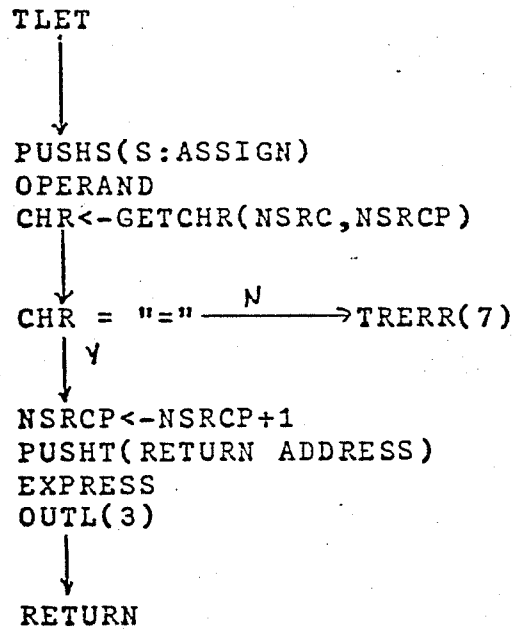 TLET
PUSHS(S:ASSIGN)
OPERAND
CHR<-GETCHR(NSRC,NSRCP)
CHR = "=" N TRERR(7)
Y
NSRCP<-NSRCP+1
PUSHT(RETURN ADDRESS)
EXPRESS
OUTL(3)
RETURN